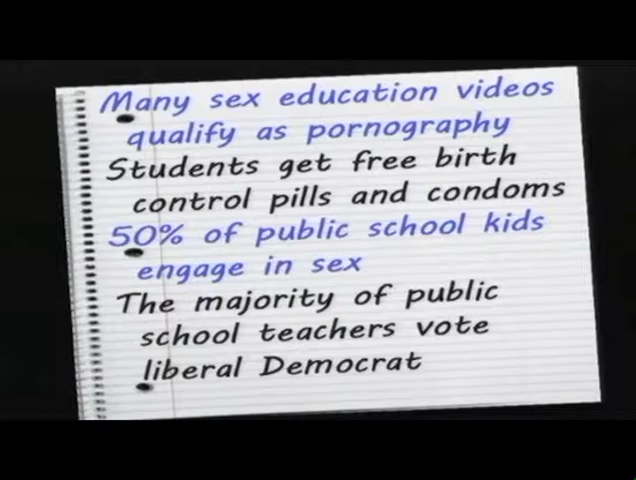 Many sex education videos
qualify as pornography
Students get free birth
control pills and condoms
50% of public school kids
engage in sex
The majority of public
school teachers vote
liberal Democrat